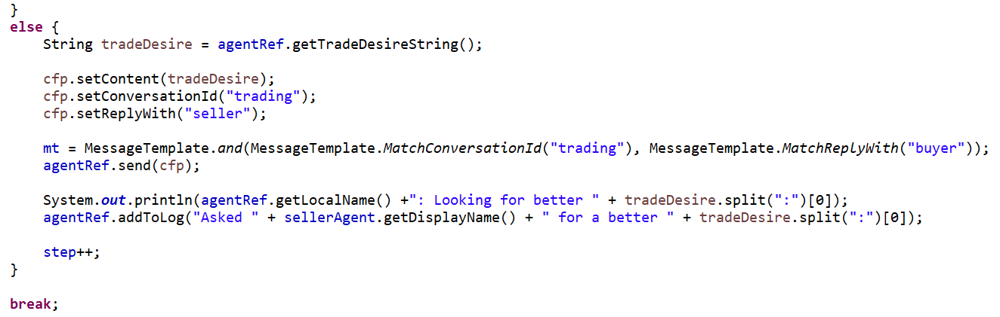 }
else {
    String tradeDesire = agentRef.getTradeDesireString();

    cfp.setContent(tradeDesire);
    cfp.setConversationId("trading");
    cfp.setReplyWith("seller");

    mt = MessageTemplate.and(MessageTemplate.MatchConversationId("trading"), MessageTemplate.MatchReplyWith("buyer"));
    agentRef.send(cfp);

    System.out.println(agentRef.getLocalName() +": Looking for better " + tradeDesire.split(":")[0]);
    agentRef.addToLog("Asked " + sellerAgent.getDisplayName() + " for a better " + tradeDesire.split(":")[0]);

    step++;
}

break;